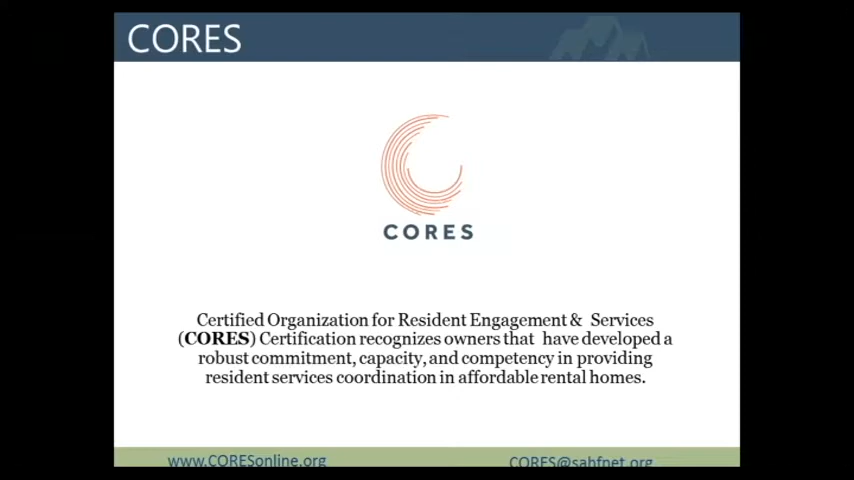 CORES
CORES
Certified Organization for Resident Engagement & Services
(CORES) Certification recognizes owners that have developed a
robust commitment, capacity, and competency in providing
resident services coordination in affordable rental homes.
www.CORESonline.org
CORES@sahfnet.org